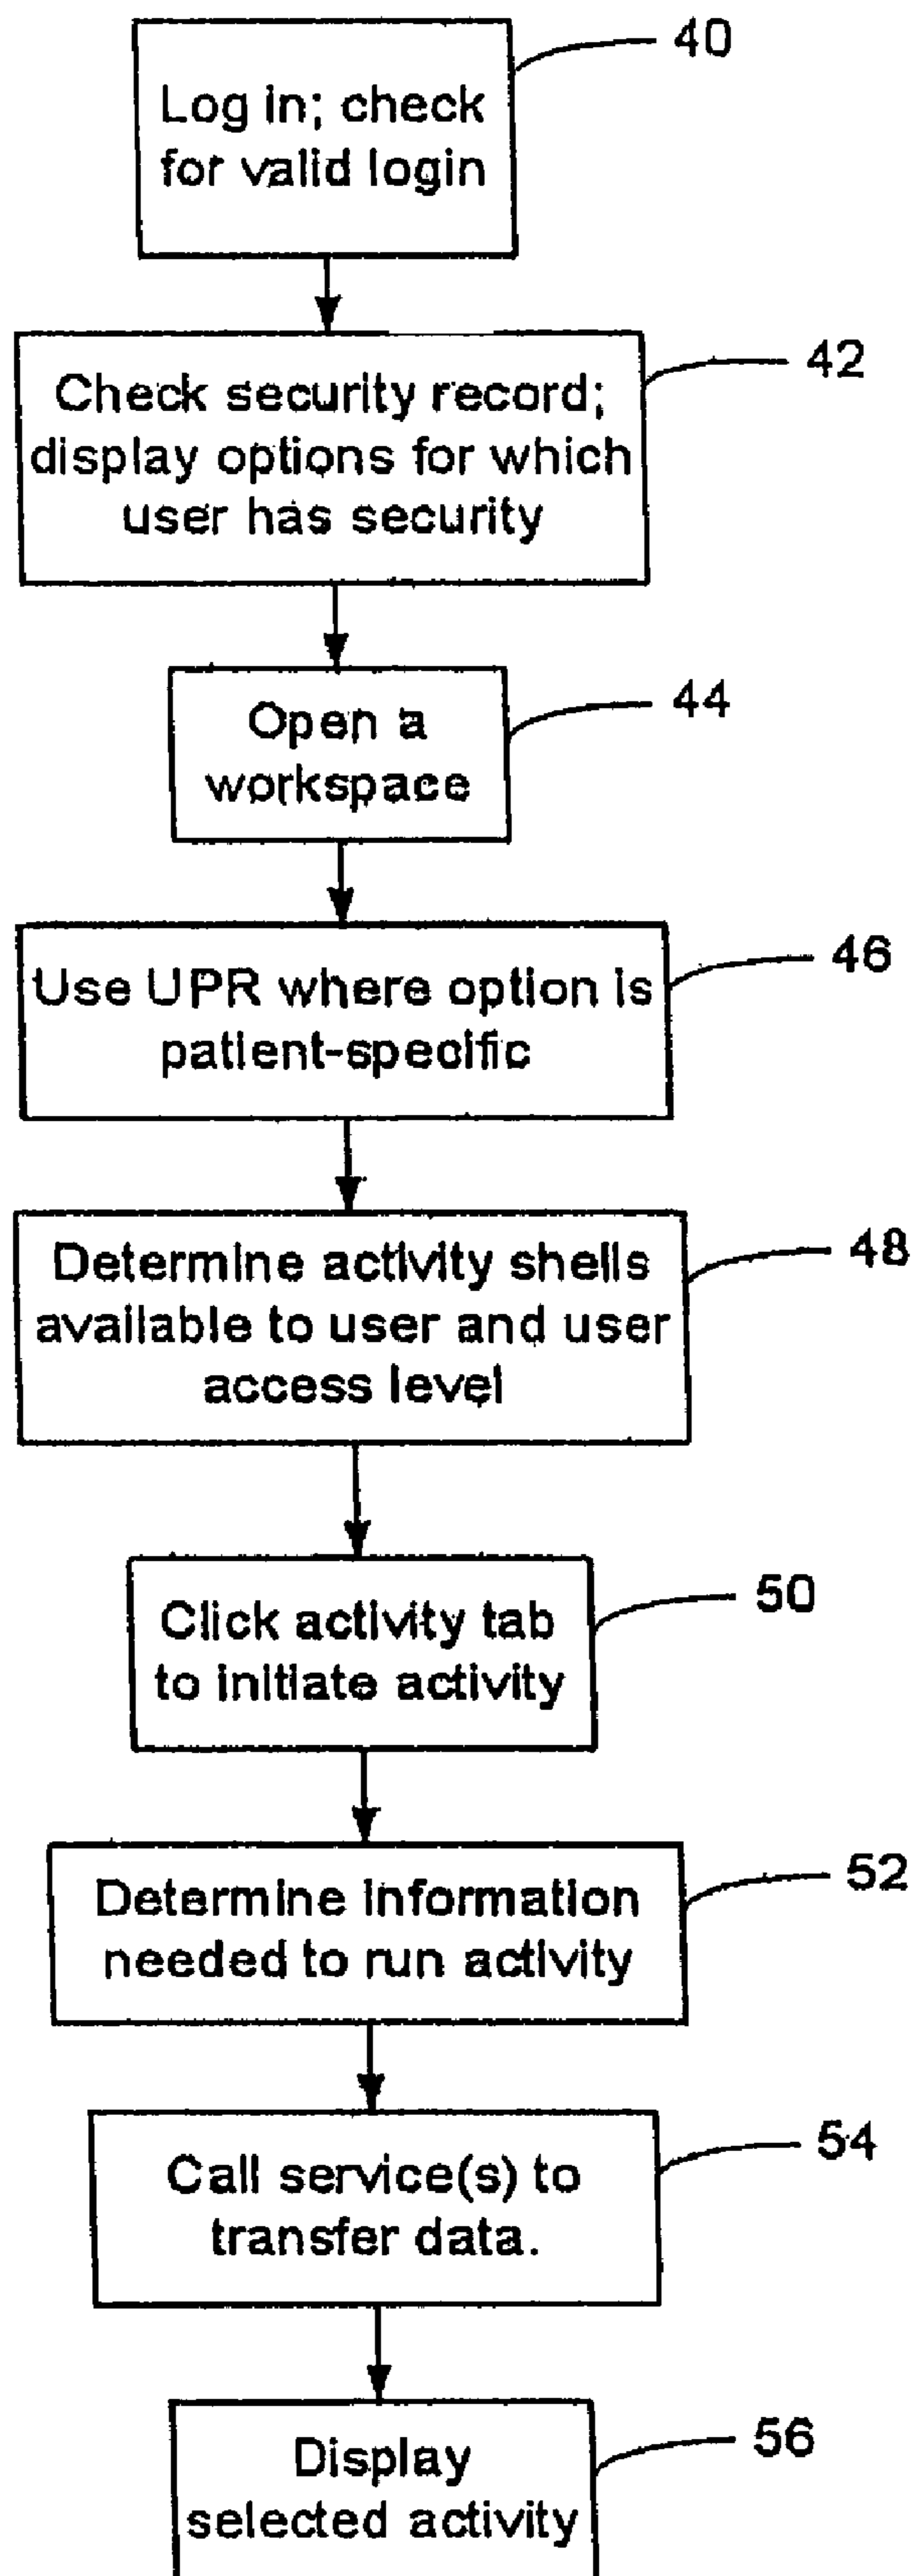 40
Log in; check
for valid login
42
Check security record;
display options for which
user has security
44
Open a
workspace
46
Use UPR where option is
patient-specific
48
Determine activity shells
available to user and user
access level
50
Click activity tab
to initiate activity
52
Determine information
needed to run activity
54
Call service(s) to
transfer data.
56
Display
selected activity